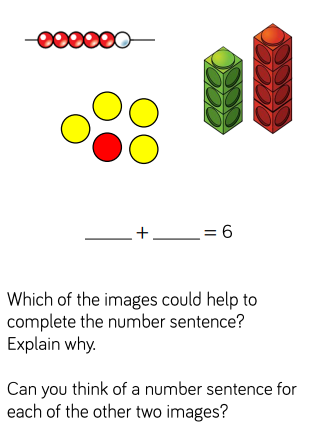 _____ + _____ = 6
Which of the images could help to
complete the number sentence?
Explain why.
Can you think of a number sentence for
each of the other two images?